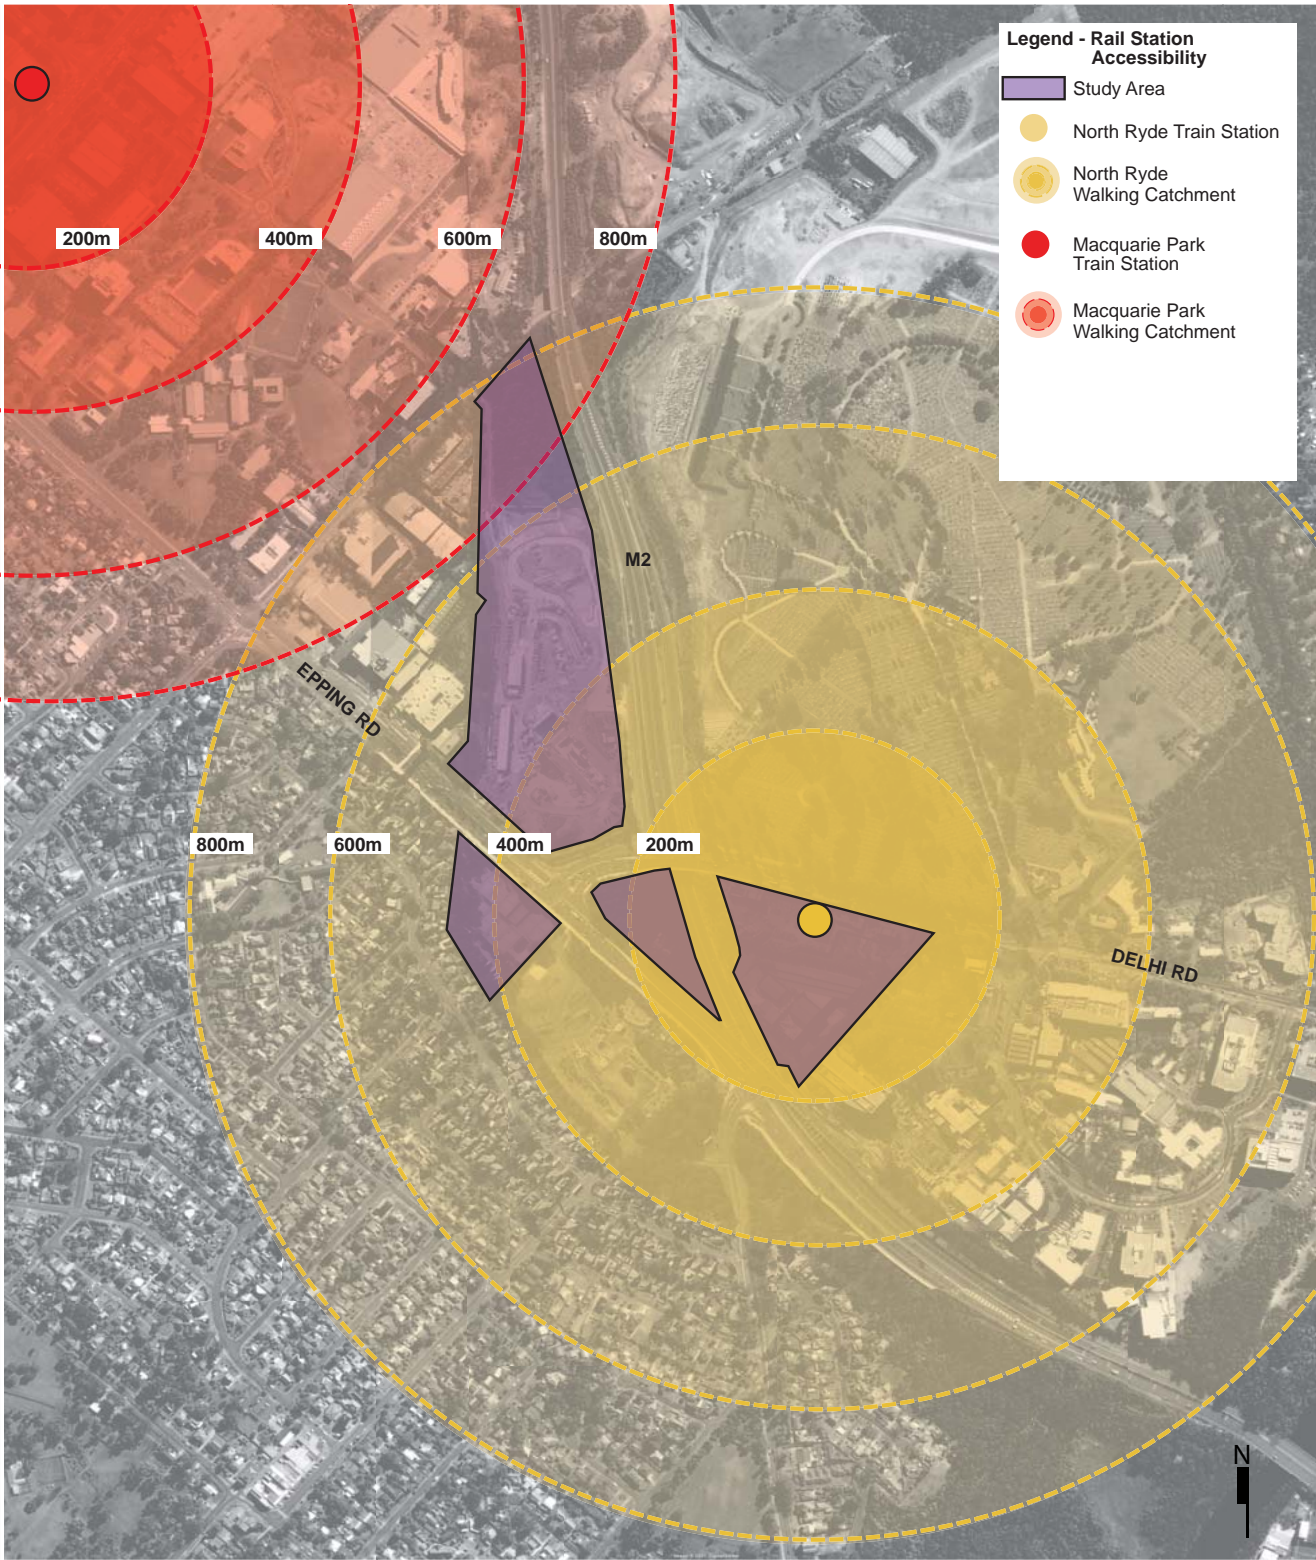 Legend - Rail Station
Accessibility
Study Area
North Ryde Train Station
North Ryde
Walking Catchment
Macquarie Park
Train Station
Macquarie Park
Walking Catchment
200m
400m
600m
800m
M2
EPPING RD
800m
600m
400m
200m
DELHI RD
N